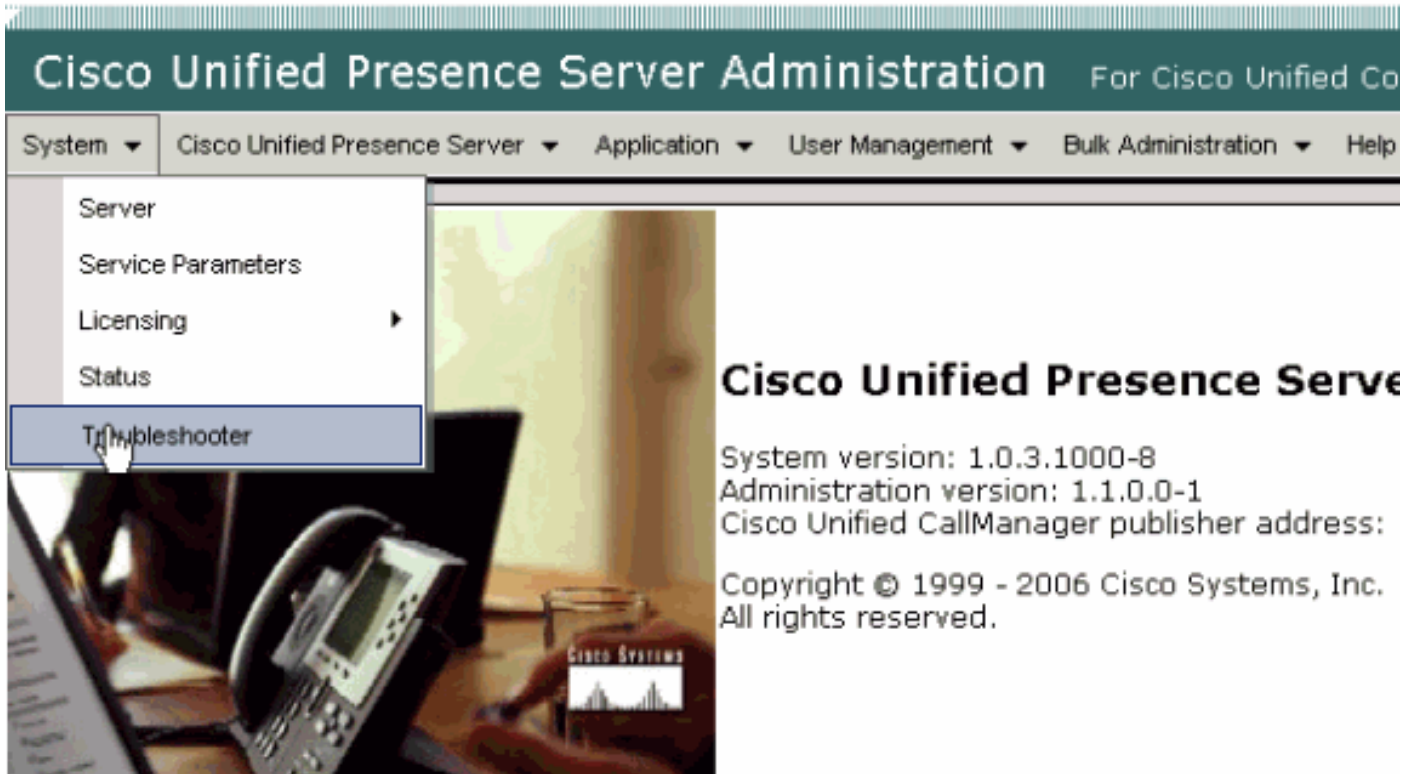 Cisco Unified Presence Server Administration For Cisco Unified Co
System Cisco Unified Presence Server Application User Management Bulk Administration Help
Server
Service Parameters
Licensing
Status
Troubleshooter
Cisco Unified Presence Serve
System version: 1.0.3.1000-8
Administration version: 1.1.0.0-1
Cisco Unified CallManager publisher address:
Copyright © 1999 - 2006 Cisco Systems, Inc.
All rights reserved.
CISCO SYSTEMS